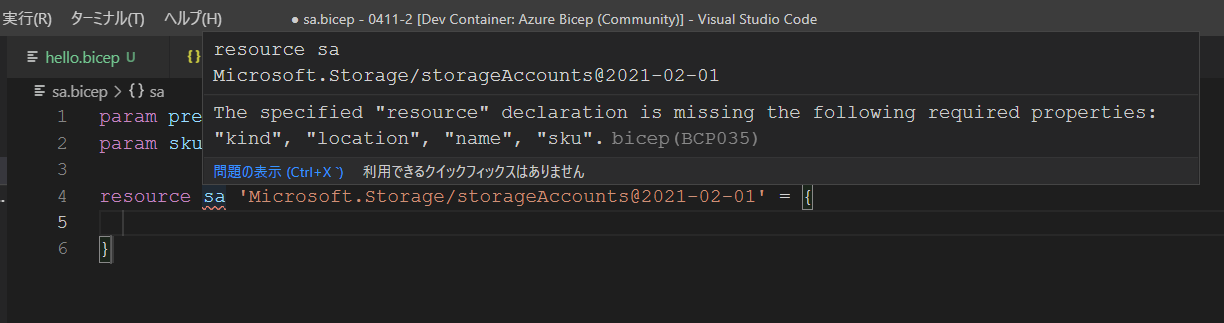 実行(R) ターミナル(T) ヘルプ(H) ● sa.bicep - 0411-2 [Dev Container: Azure Bicep (Community)] - Visual Studio Code
hello.bicep U {}
resource sa
Microsoft.Storage/storageAccounts@2021-02-01
sa.bicep > {} sa
The specified "resource" declaration is missing the following required properties:
1 param pre
"kind", "location", "name", "sku". bicep(BCP035)
2 param sku
問題の表示 (Ctrl+X `) 利用できるクイックフィックスはありません
3
4 resource sa 'Microsoft.Storage/storageAccounts@2021-02-01' = {
5
6 }